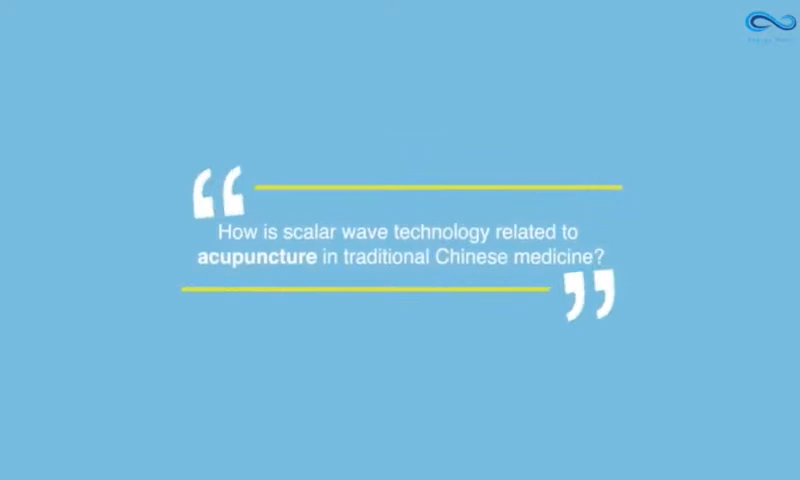 “
How is scalar wave technology related to
acupuncture in traditional Chinese medicine?
”